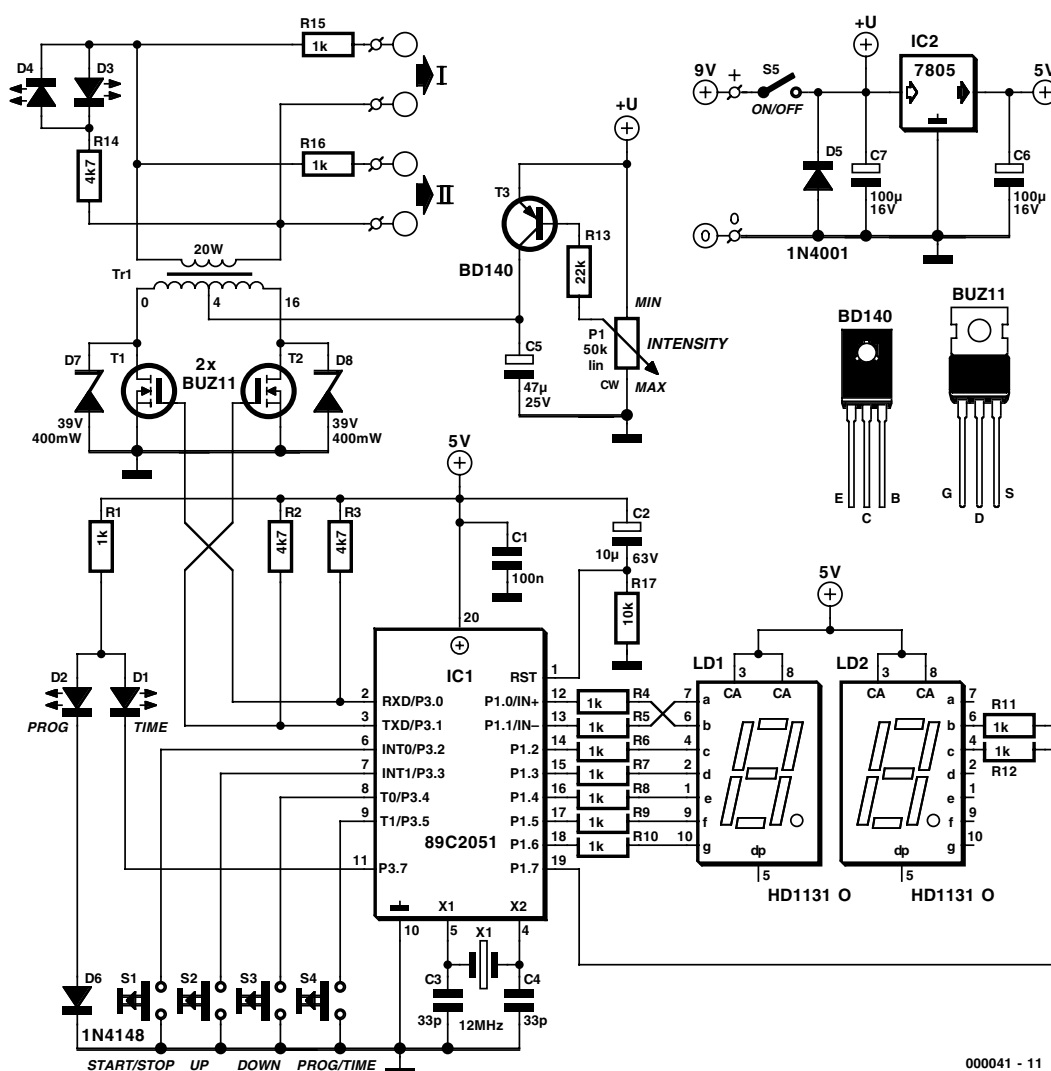 R15
1k
I
D4
D3
R14
4k7
R16
1k
II
20W
Tr1
0
4
16
+U
T3
BD140
R13
22k
MIN
P1
50k
lin
INTENSITY
CW
MAX
C5
47µ
25V
+U
IC2
7805
9V
+
S5
ON/OFF
5V
D5
C7
100µ
16V
C6
100µ
16V
0
0
1N4001
D7
T1
2x
BUZ11
T2
D8
39V
400mW
39V
400mW
BD140
E
C
B
BUZ11
G
D
S
5V
R1
1k
R2
4k7
R3
4k7
C1
100n
C2
10µ
63V
R17
10k
20
IC1
RST
1
D2
PROG
D1
TIME
2
RXD/P3.0
3
TXD/P3.1
6
INT0/P3.2
7
INT1/P3.3
8
T0/P3.4
9
T1/P3.5
11
P3.7
89C2051
P1.0/IN+
12
1k
R4
P1.1/IN–
13
1k
R5
P1.2
14
1k
R6
P1.3
15
1k
R7
P1.4
16
1k
R8
P1.5
17
1k
R9
P1.6
18
1k
R10
P1.7
19
5V
LD1
3
8
CA
CA
7
a
6
b
4
c
2
d
1
e
9
f
10
g
dp
5
HD1131 O
LD2
3
8
CA
CA
a
7
b
6
c
4
d
2
e
1
f
9
g
10
dp
5
HD1131 O
R11
1k
1k
R12
X1
X2
10
5
4
X1
C3
33p
12MHz
C4
33p
D6
1N4148
S1
S2
S3
S4
START/STOP
UP
DOWN
PROG/TIME
000041 - 11